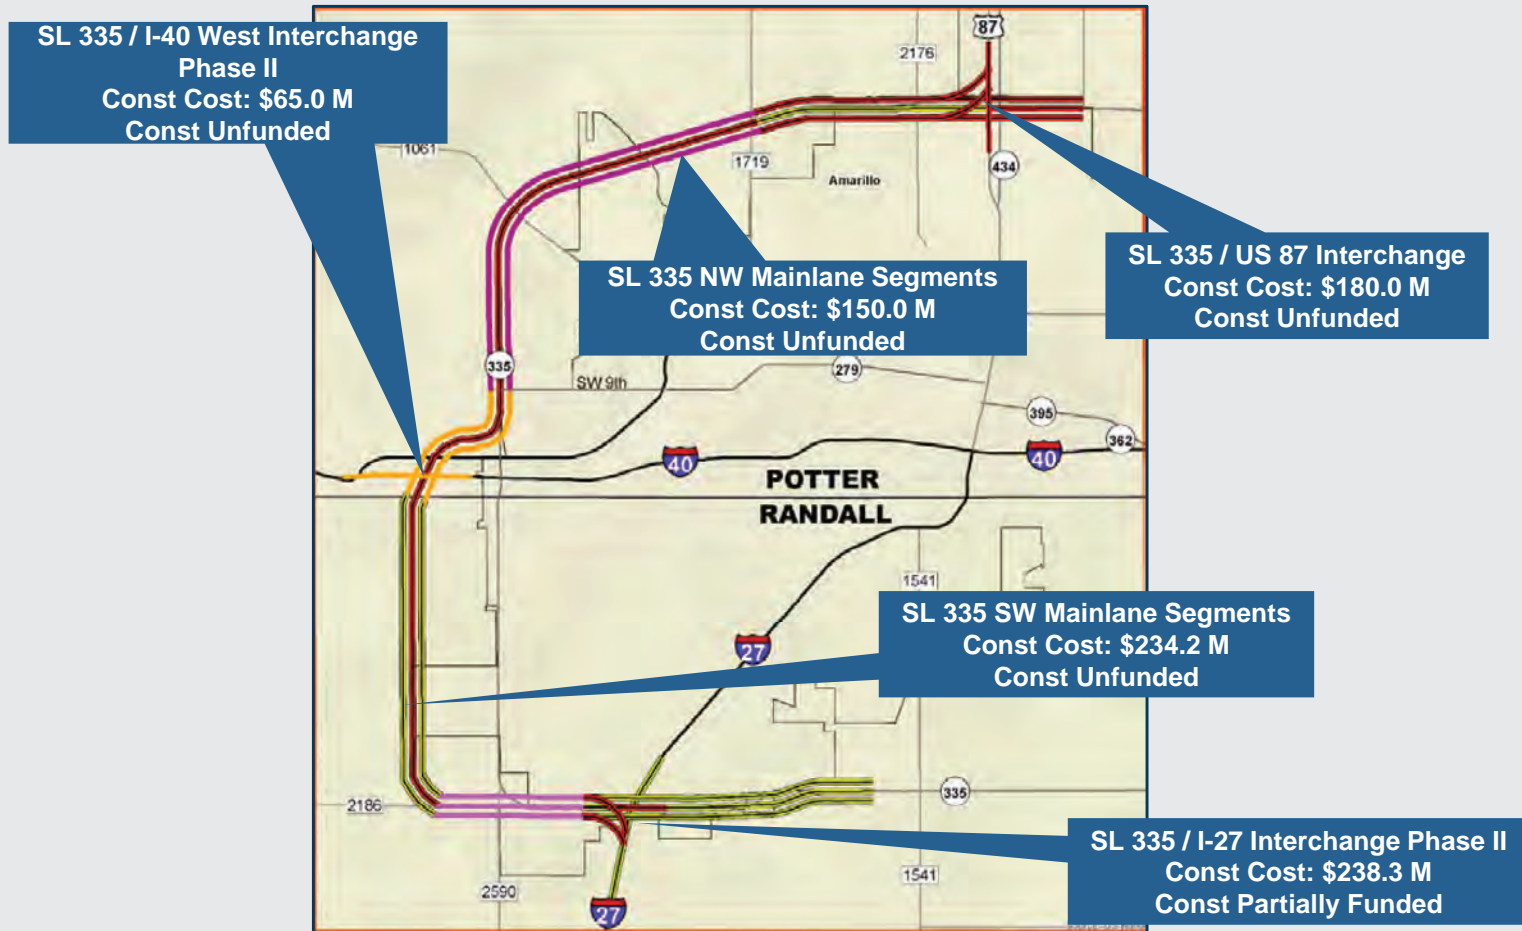 SL 335 / I-40 West Interchange
Phase II
Const Cost: $65.0 M
Const Unfunded
87
2176
1061
1719
434
Amarillo
SL 335 / US 87 Interchange
Const Cost: $180.0 M
Const Unfunded
SL 335 NW Mainlane Segments
Const Cost: $150.0 M
Const Unfunded
335
SW 9th
279
395
362
40
40
POTTER
RANDALL
1541
SL 335 SW Mainlane Segments
Const Cost: $234.2 M
Const Unfunded
27
2186
335
SL 335 / I-27 Interchange Phase II
Const Cost: $238.3 M
Const Partially Funded
1541
2590
27